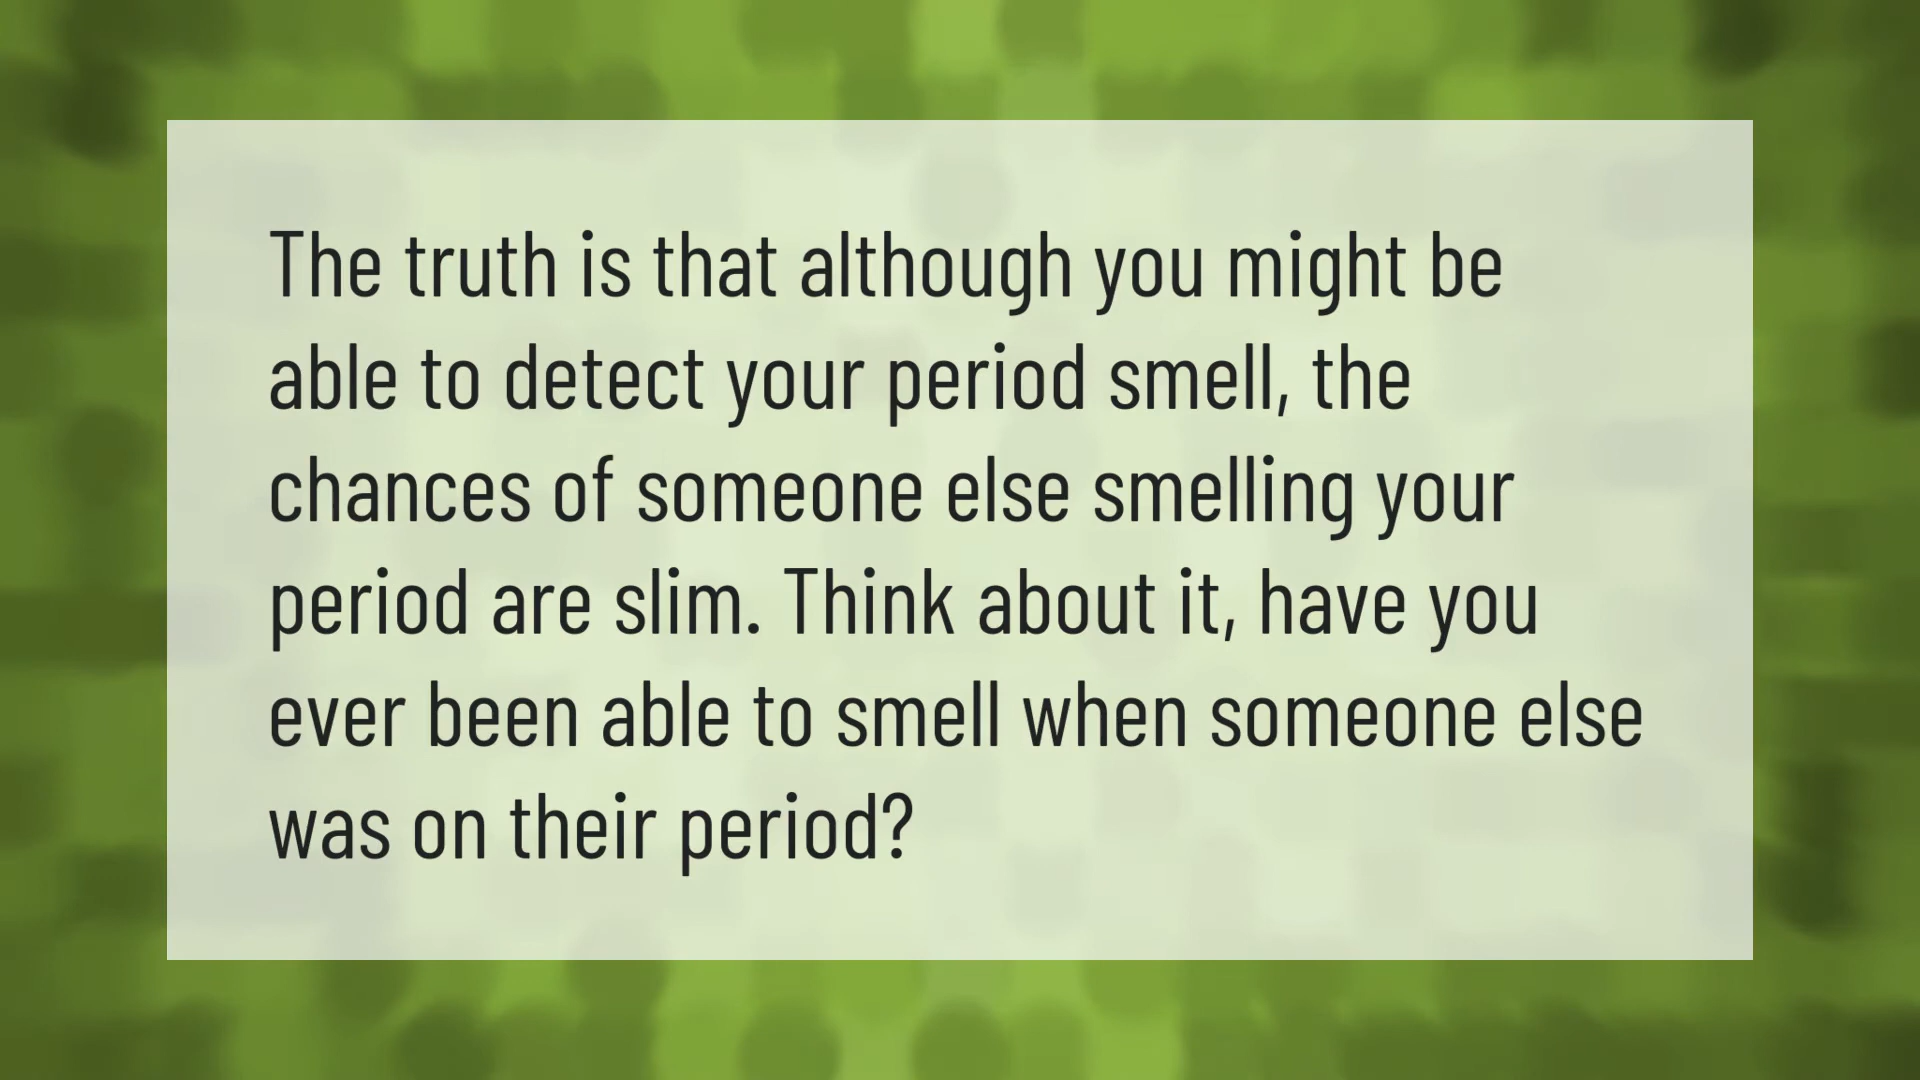 The truth is that although you might be
able to detect your period smell, the
chances of someone else smelling your
period are slim. Think about it, have you
ever been able to smell when someone else
was on their period?